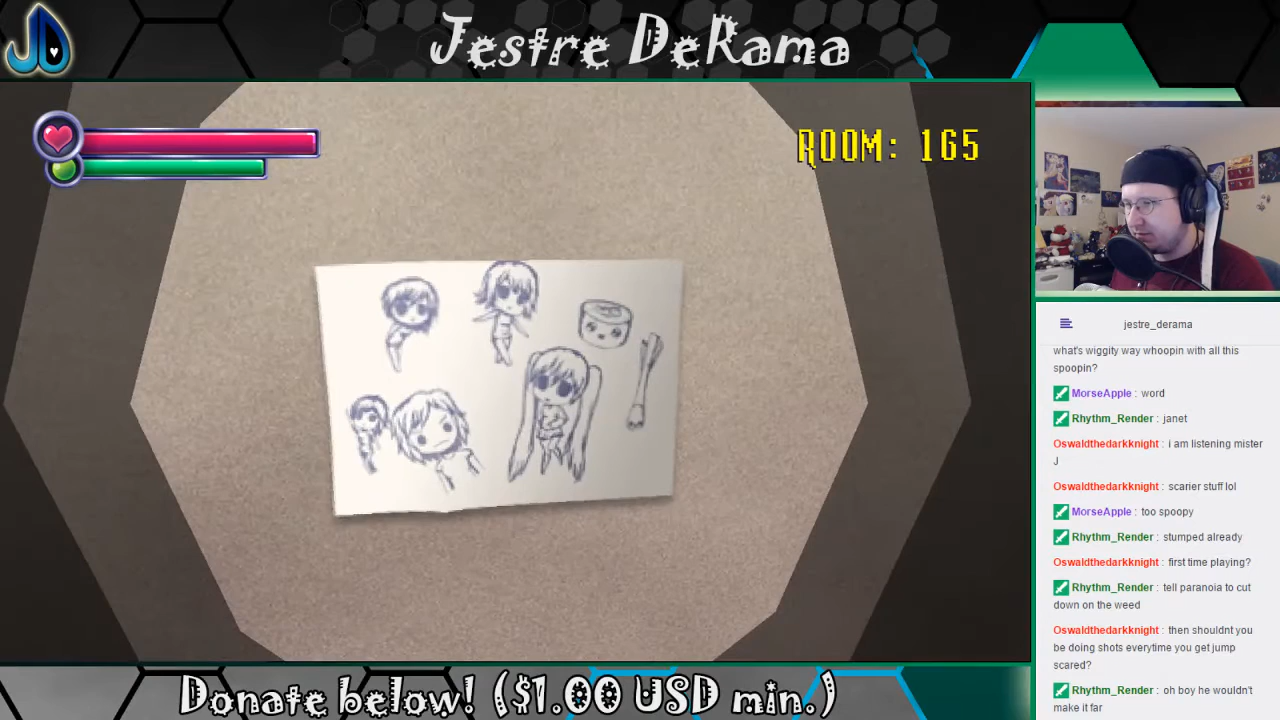 JD
Jestre DeRama
ROOM: 165
jestre_derama
what's wiggity way whoopin with all this
spoopin?
MorseApple : word
Rhythm_Render : janet
Oswaldthedarkknight : i am listening mister
J
Oswaldthedarkknight : scarier stuff lol
MorseApple : too spoopy
Rhythm_Render : stumped already
Oswaldthedarkknight : first time playing?
Rhythm_Render : tell paranoia to cut
down on the weed
Oswaldthedarkknight : then shouldnt you
be doing shots everytime you get jump
scared?
Rhythm_Render : oh boy he wouldn't
make it far
Donate below! ($1.00 USD min.)